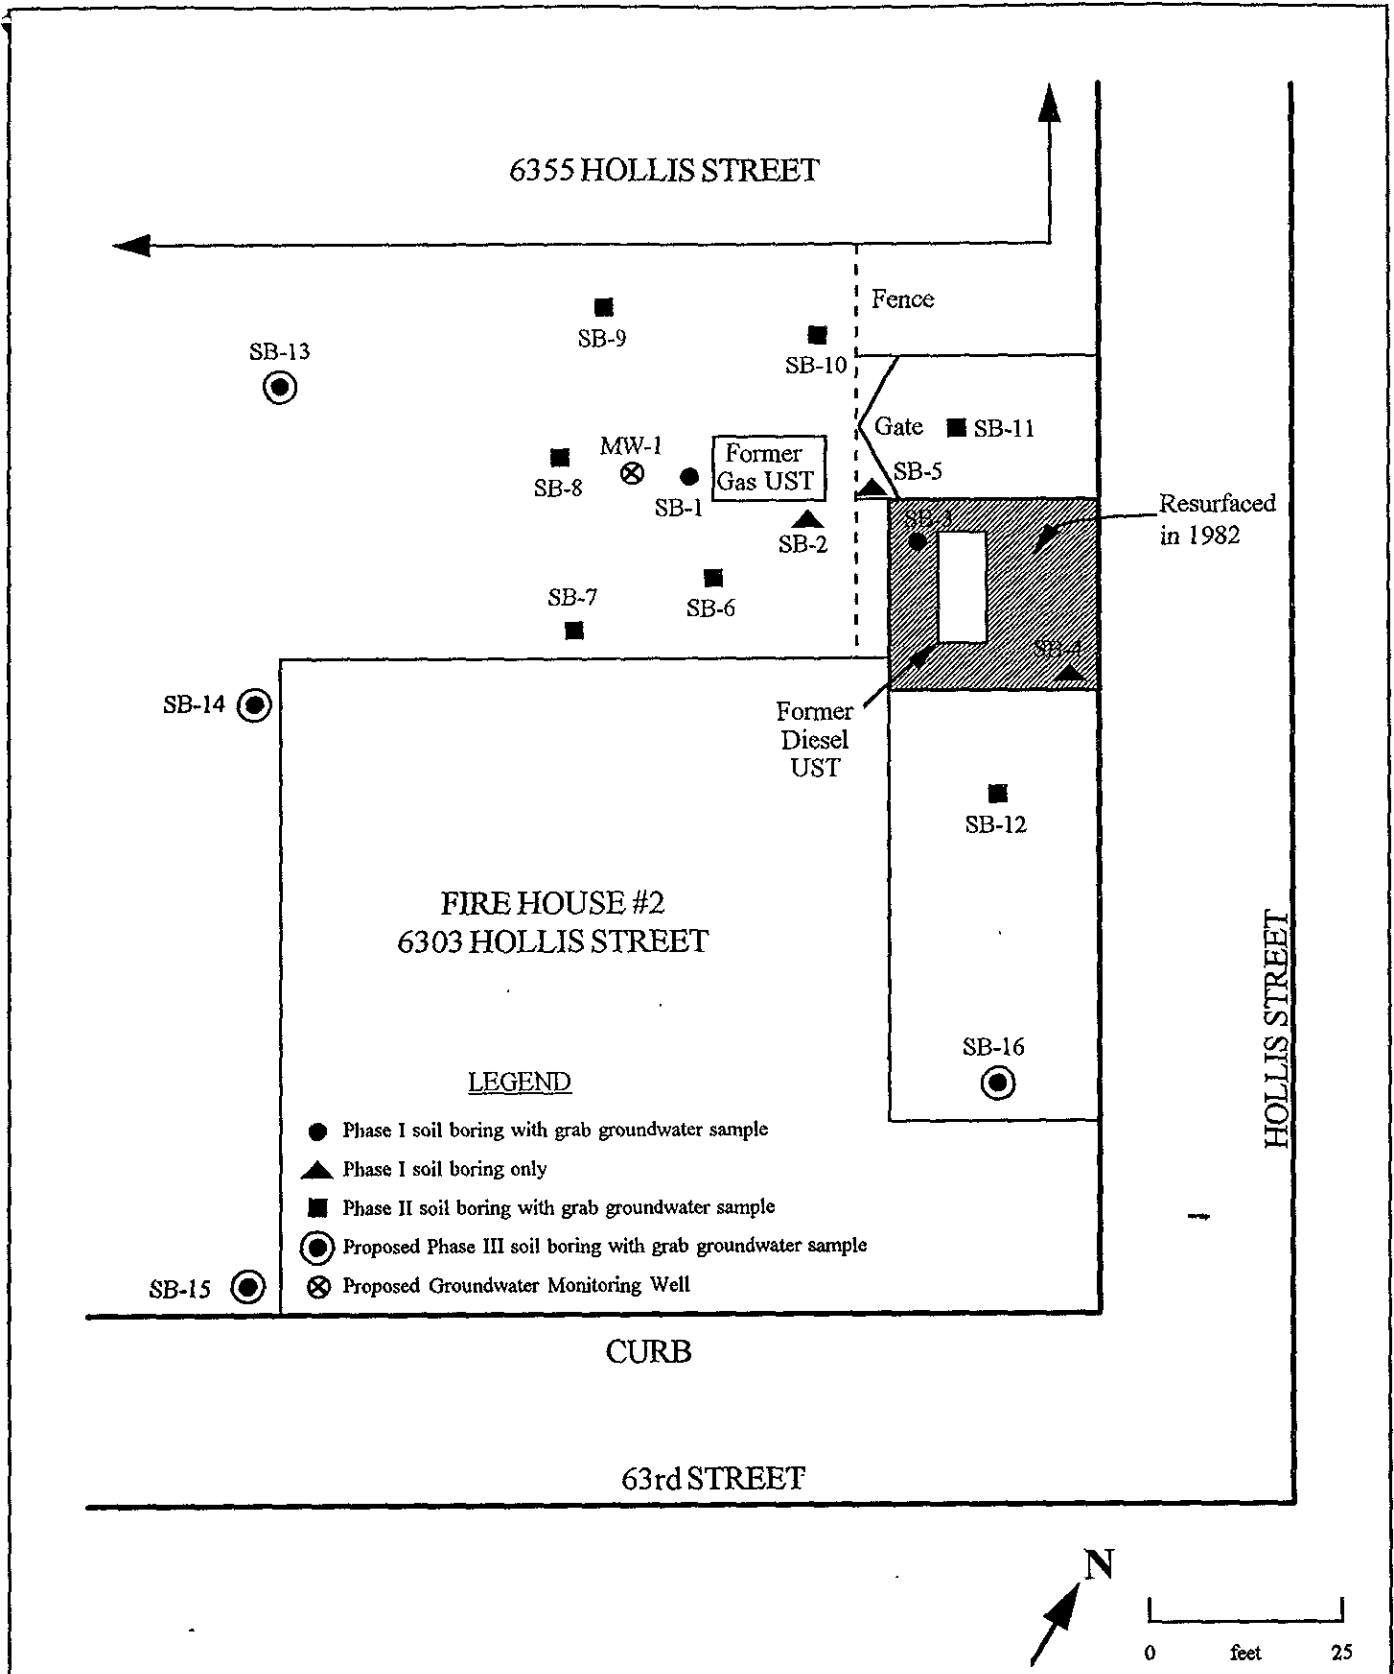 6355 HOLLIS STREET
Fence
SB-9
SB-10
SB-13
Gate
SB-11
MW-1
Former
Gas UST
SB-8
SB-1
SB-5
SB-2
SB-3
Resurfaced
in 1982
SB-7
SB-6
SB-4
SB-14
Former
Diesel
UST
SB-12
FIRE HOUSE #2
6303 HOLLIS STREET
HOLLIS STREET
SB-16
LEGEND
Phase I soil boring with grab groundwater sample
Phase I soil boring only
Phase II soil boring with grab groundwater sample
Proposed Phase III soil boring with grab groundwater sample
Proposed Groundwater Monitoring Well
SB-15
CURB
63rd STREET
N
0 feet 25